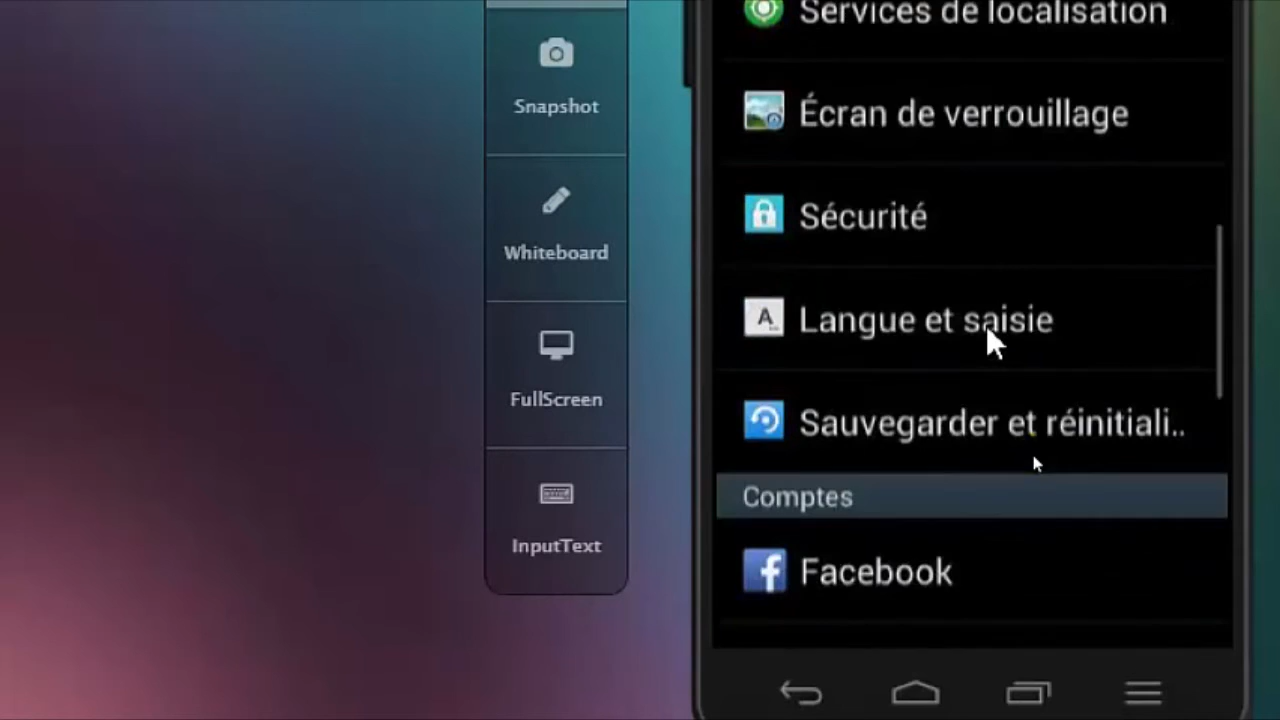 Snapshot
Whiteboard
FullScreen
InputText
Services de localisation
Écran de verrouillage
Sécurité
Langue et saisie
Sauvegarder et réinitiali..
Comptes
Facebook